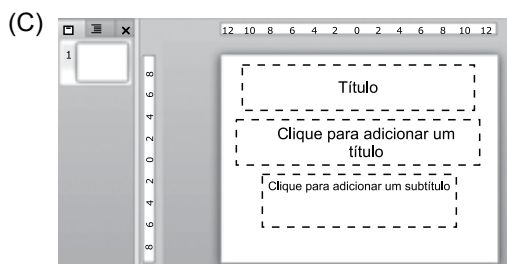 (C)
12 10 8 6 4 2 0 2 4 6 8 10 12
1
8
6
4
2
0
2
4
6
8
Título
Clique para adicionar um
título
Clique para adicionar um subtítulo